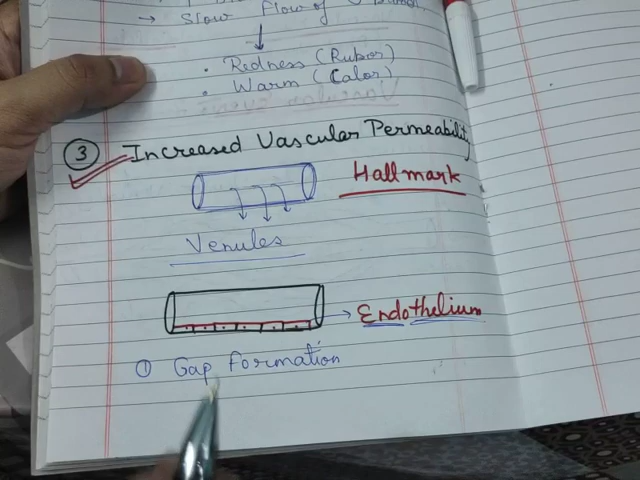 → Slow Flow of
• Redness (Rubor)
• Warm (Calor)
③ Increased Vascular Permeability
Hallmark
Venules
→ Endothelium
① Gap formation